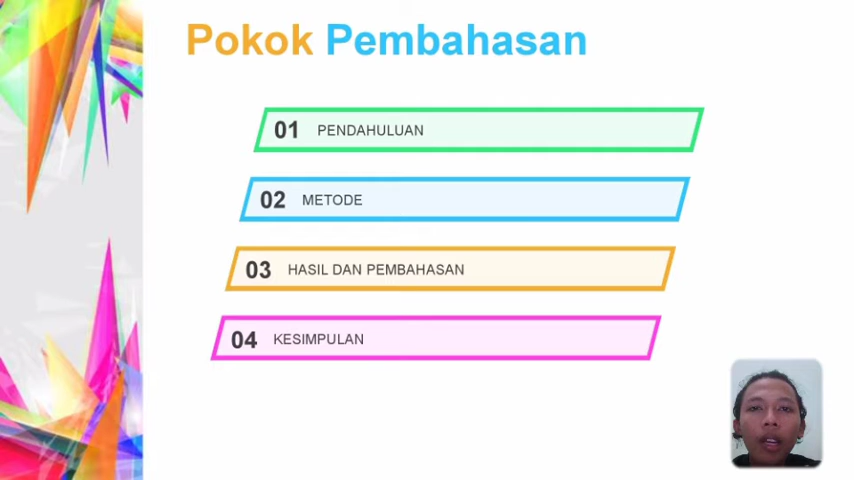 Pokok Pembahasan
01 PENDAHULUAN
02 METODE
03 HASIL DAN PEMBAHASAN
04 KESIMPULAN